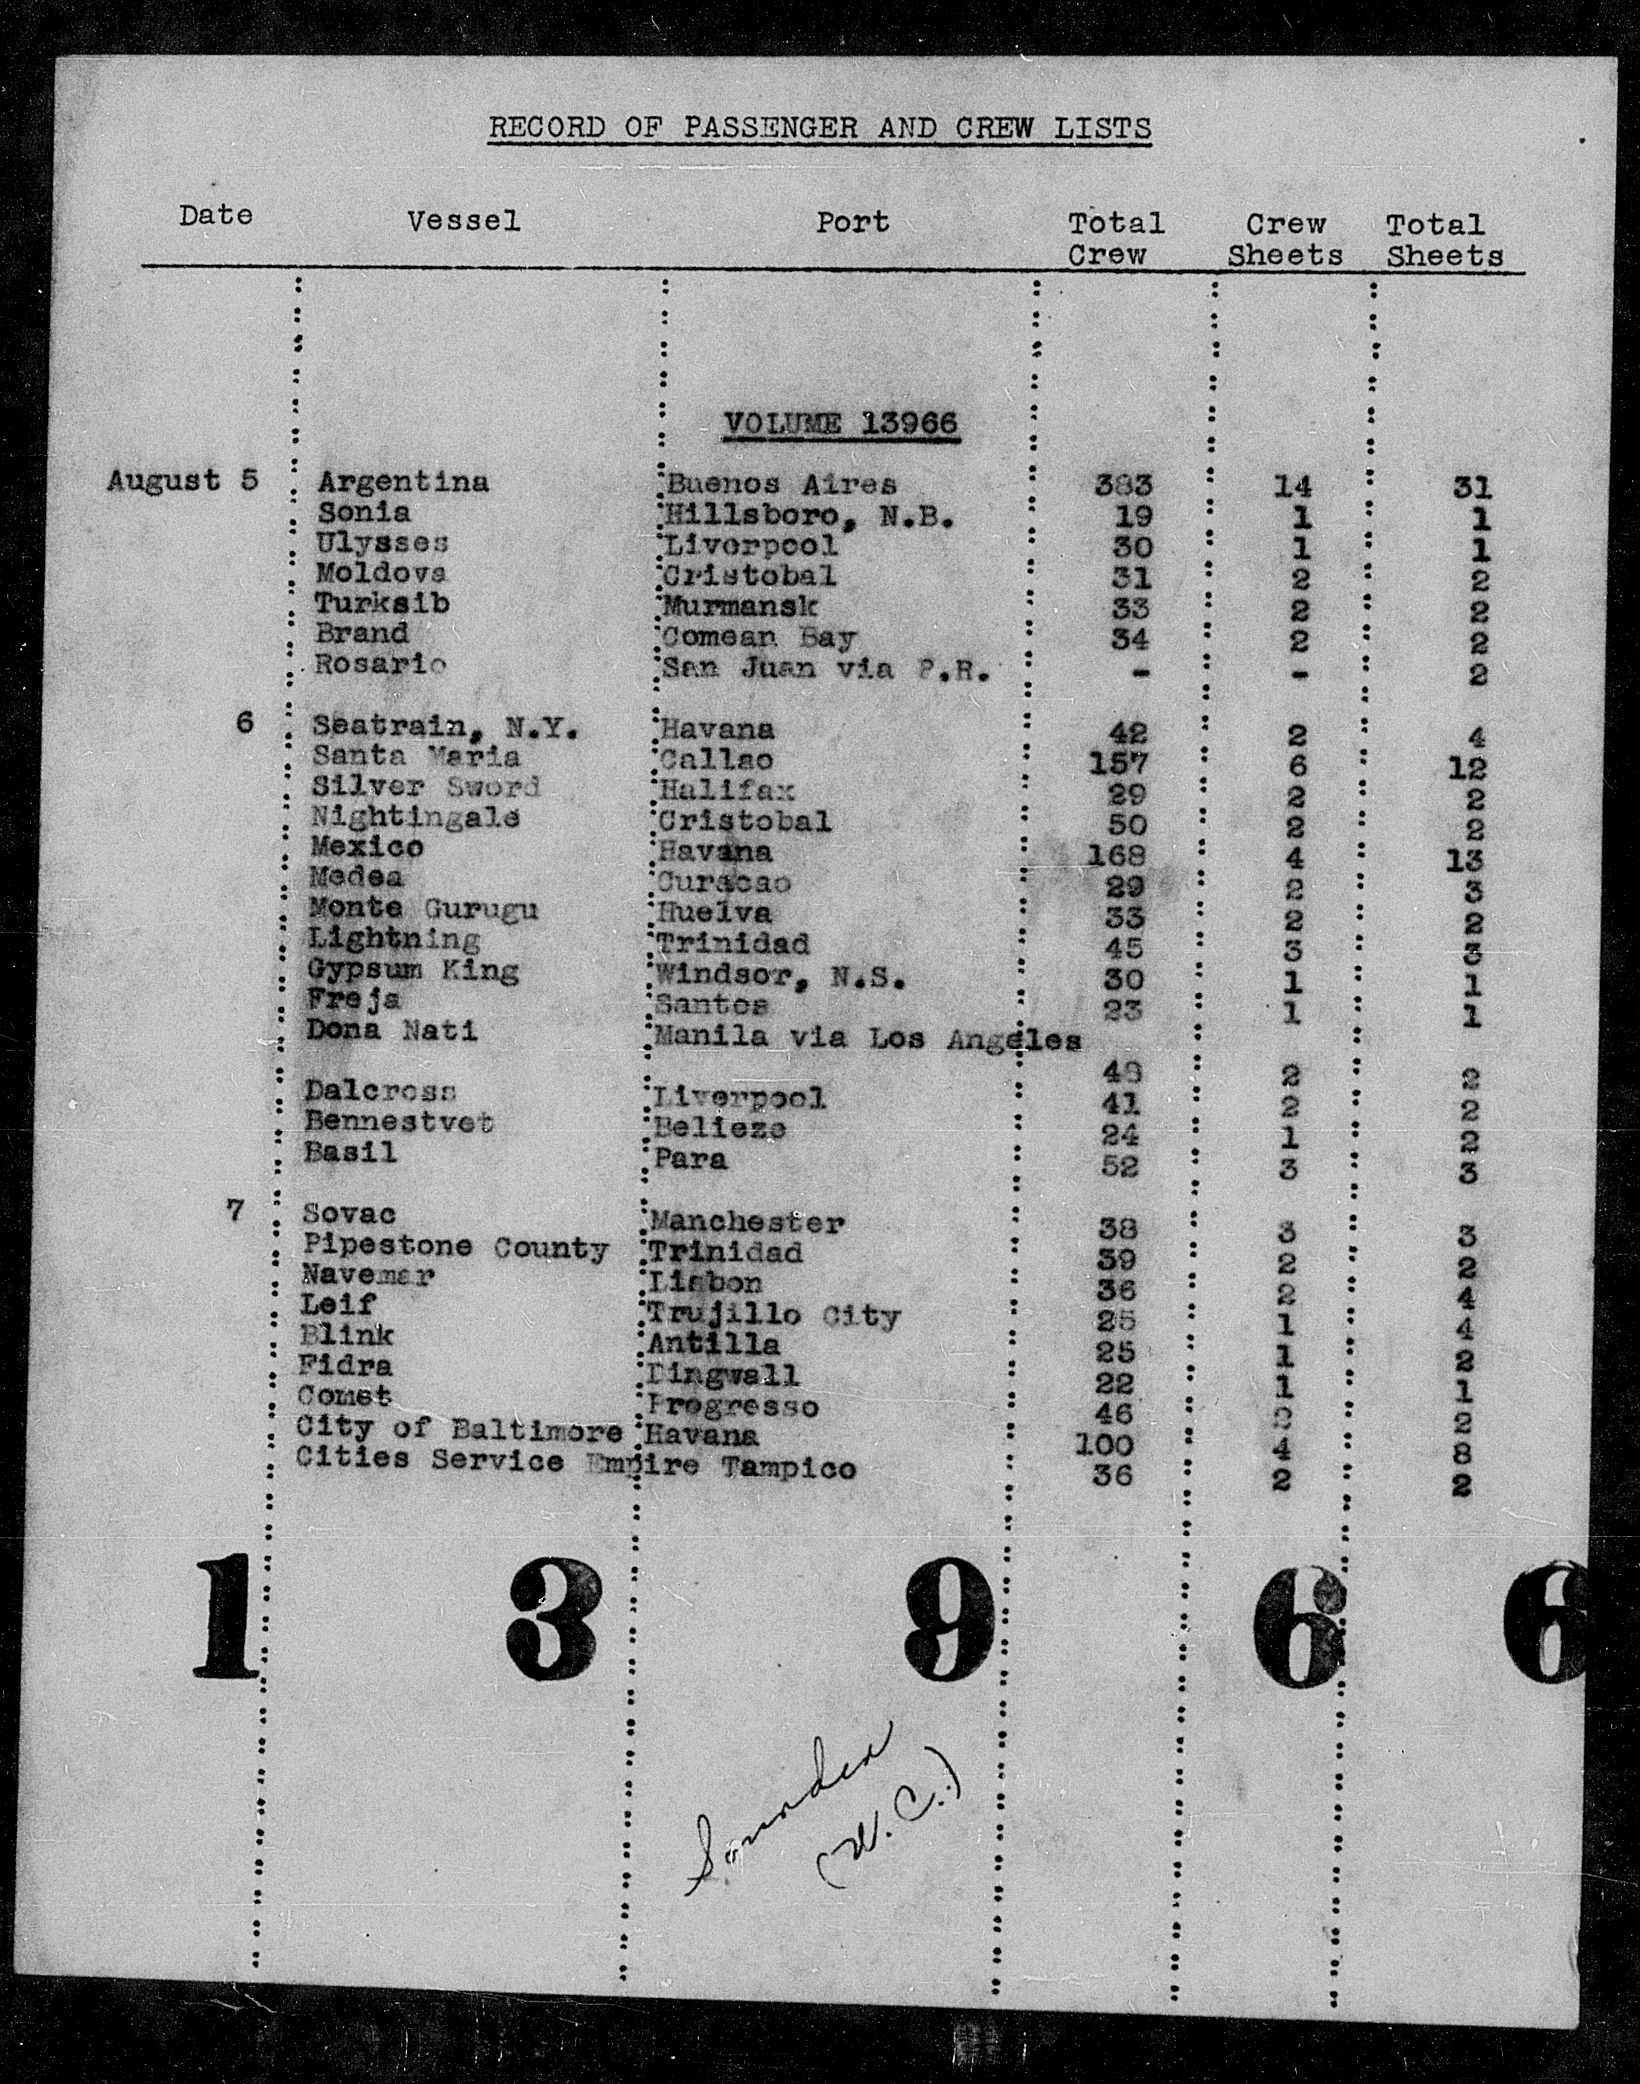 RECORD OF PASSENGER AND CREW LISTS
Date Vessel Port Total Crew Crew Sheets Total Sheets
VOLUME 13966
August 5 Argentina Buenos Aires 383 14 31
Sonia Hillsboro, N.B. 19 1 1
Ulysses Liverpool 30 1 1
Moldova Cristobal 31 2 2
Turksib Murmansk 33 2 2
Brand Comean Bay 34 2 2
Rosario San Juan via P.R. - - 2
6 Seatrain, N.Y. Havana 42 2 4
Santa Maria Callao 157 6 12
Silver Sword Halifax 29 2 2
Nightingale Cristobal 50 2 2
Mexico Havana 168 4 13
Medea Curacao 29 2 3
Monte Gurugu Huelva 33 2 2
Lightning Trinidad 45 3 3
Gypsum King Windsor, N.S. 30 1 1
Freja Santos 23 1 1
Dona Nati Manila via Los Angeles
48 2 2
Dalcross Liverpool 41 2 2
Bennestvet Belieze 24 1 2
Basil Para 52 3 3
7 Sovac Manchester 38 3 3
Pipestone County Trinidad 39 2 2
Navemar Lisbon 36 2 4
Leif Trujillo City 25 1 4
Blink Antilla 25 1 2
Fidra Dingwall 22 1 1
Comet Progresso 46 2 2
City of Baltimore Havana 100 4 8
Cities Service Empire Tampico 36 2 2
1 3 9 6 6
(W. C.)